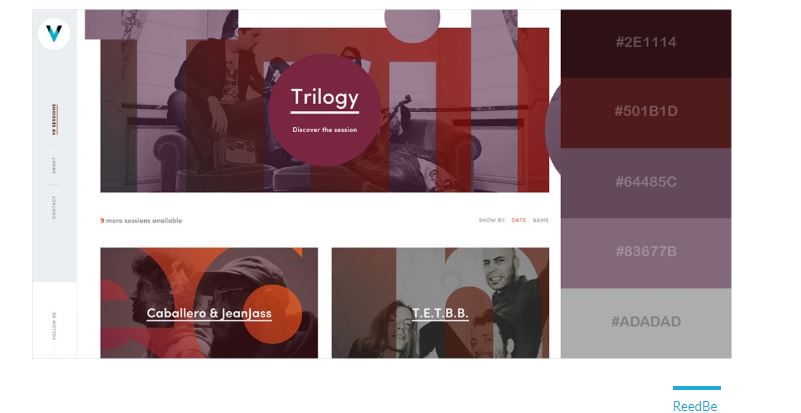 V
VR SESSIONS
ABOUT
CONTACT
FOLLOW ME
Trilogy
Discover the session
9 more sessions available
SHOW BY: DATE . NAME
Caballero & JeanJass
T.E.T.B.B.
#2E1114
#501B1D
#64485C
#83677B
#ADADAD
ReedBe